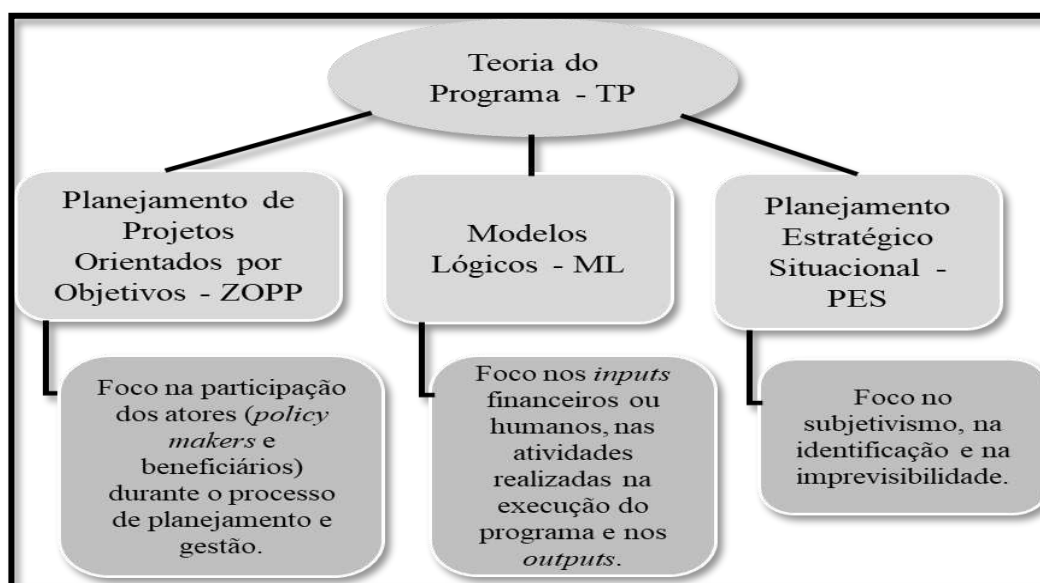 Teoria do
Programa - TP
Planejamento de
Projetos
Orientados por
Objetivos - ZOPP
Foco na participação
dos atores (policy
makers e
beneficiários)
durante o processo
de planejamento e
gestão.
Modelos
Lógicos - ML
Foco nos inputs
financeiros ou
humanos, nas
atividades
realizadas na
execução do
programa e nos
outputs.
Planejamento
Estratégico
Situacional -
PES
Foco no
subjetivismo, na
identificação e na
imprevisibilidade.